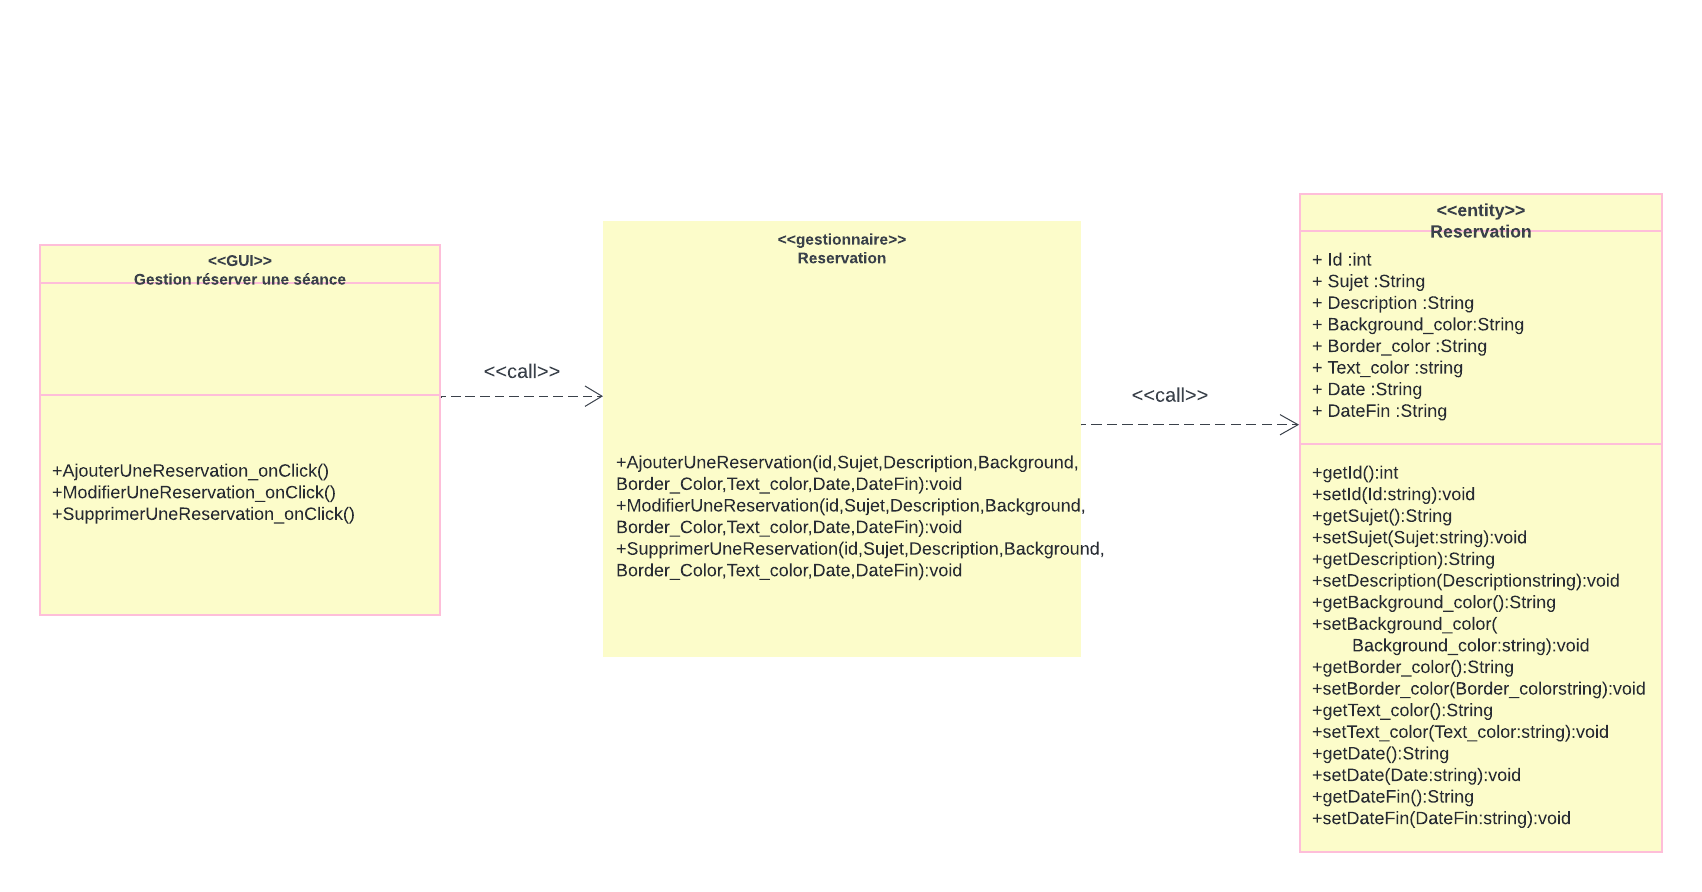 <<GUI>>
Gestion réserver une séance
+AjouterUneReservation_onClick()
+ModifierUneReservation_onClick()
+SupprimerUneReservation_onClick()
<<call>>
<<gestionnaire>>
Reservation
+AjouterUneReservation(id,Sujet,Description,Background,
Border_Color,Text_color,Date,DateFin):void
+ModifierUneReservation(id,Sujet,Description,Background,
Border_Color,Text_color,Date,DateFin):void
+SupprimerUneReservation(id,Sujet,Description,Background,
Border_Color,Text_color,Date,DateFin):void
<<call>>
<<entity>>
Reservation
+ Id :int
+ Sujet :String
+ Description :String
+ Background_color:String
+ Border_color :String
+ Text_color :string
+ Date :String
+ DateFin :String
+getId():int
+setId(Id:string):void
+getSujet():String
+setSujet(Sujet:string):void
+getDescription):String
+setDescription(Descriptionstring):void
+getBackground_color():String
+setBackground_color(
Background_color:string):void
+getBorder_color():String
+setBorder_color(Border_colorstring):void
+getText_color():String
+setText_color(Text_color:string):void
+getDate():String
+setDate(Date:string):void
+getDateFin():String
+setDateFin(DateFin:string):void